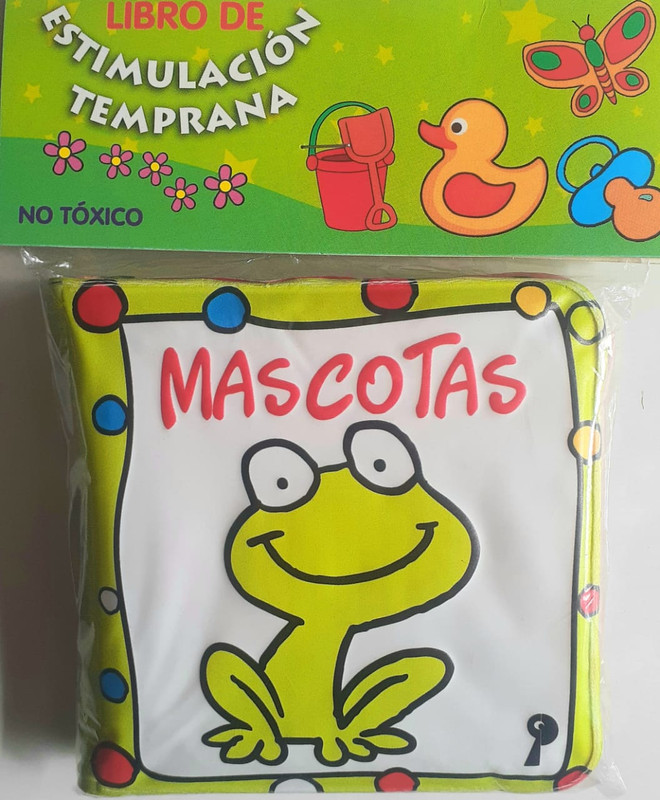 LIBRO DE
ESTIMULACIÓN
TEMPRANA
NO TÓXICO
MASCOTAS